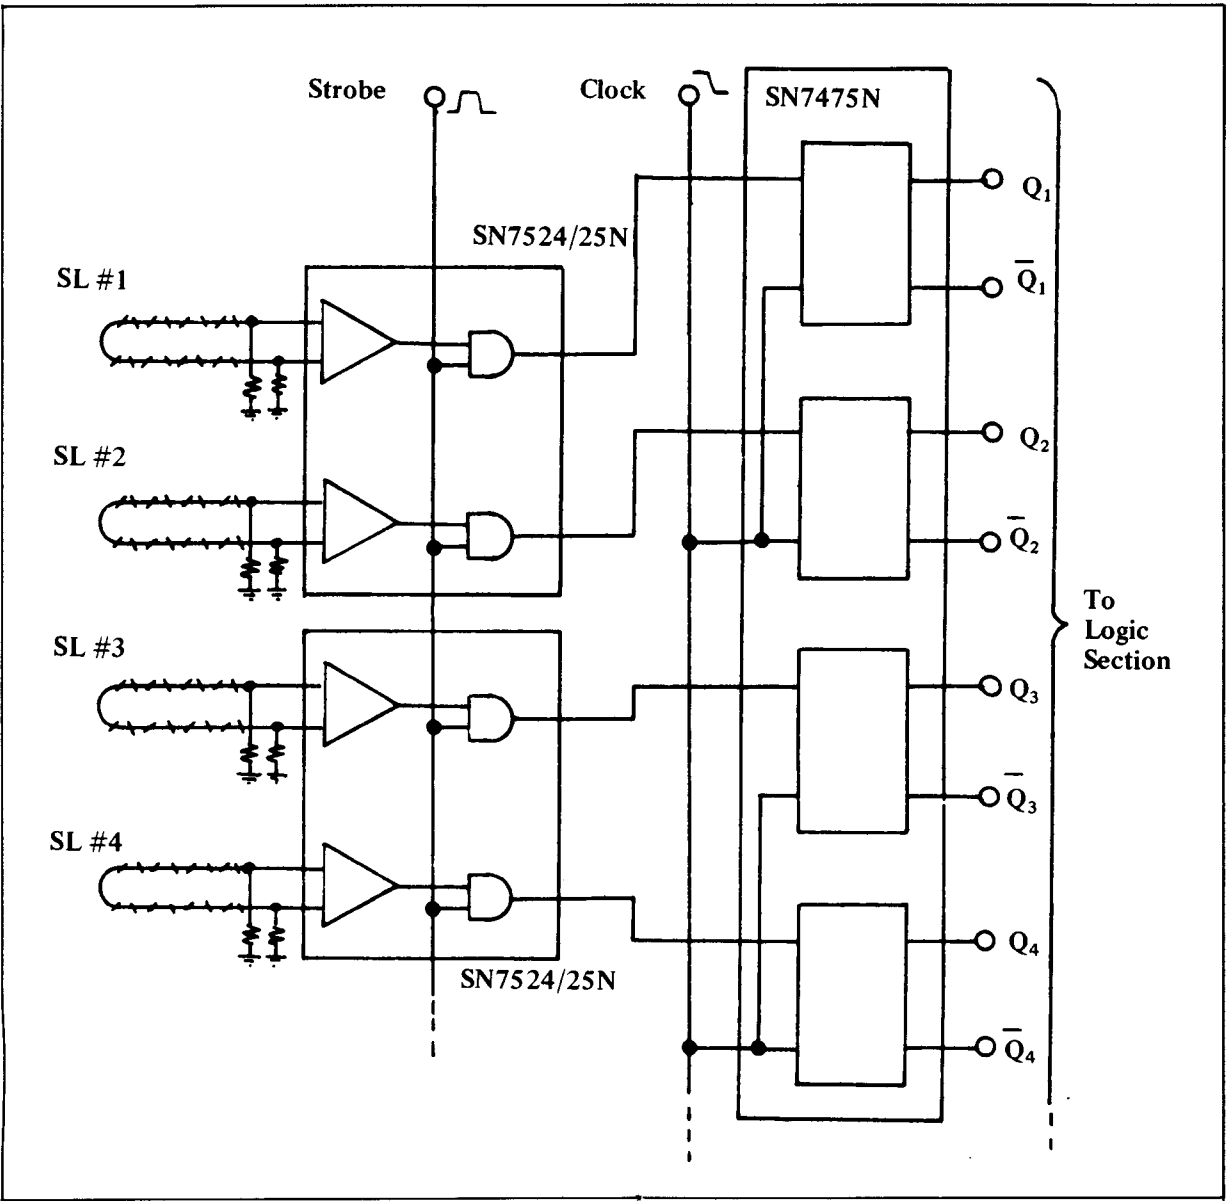 Strobe
Clock
SN7475N
Q₁
SN7524/25N
Q̅₁
SL #1
Q₂
SL #2
Q̅₂
To
Logic
Section
SL #3
Q₃
Q̅₃
SL #4
Q₄
SN7524/25N
Q̅₄